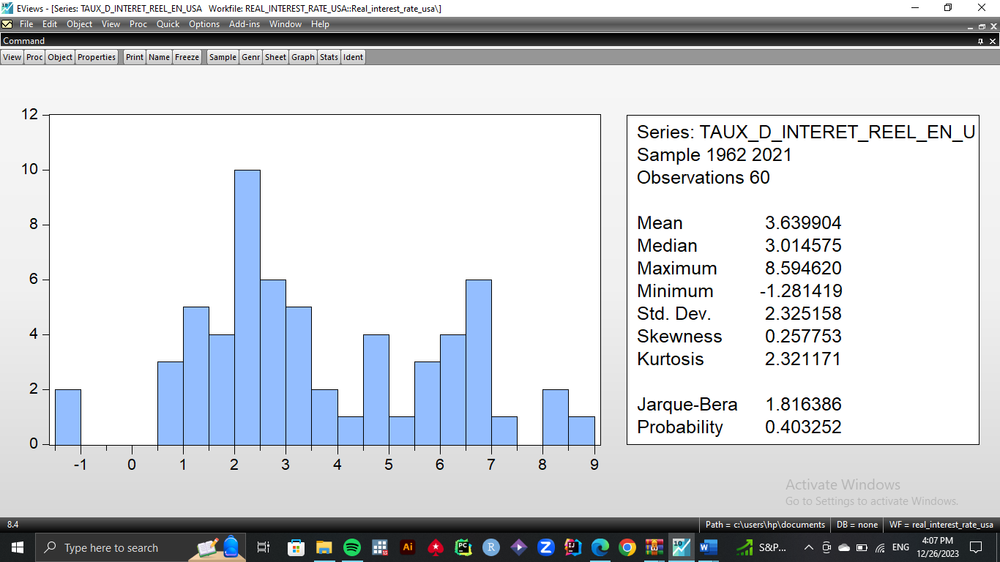 EViews - [Series: TAUX_D_INTERET_REEL_EN_USA Workfile: REAL_INTEREST_RATE_USA::Real_interest_rate_usa\]
File Edit Object View Proc Quick Options Add-ins Window Help
Command
View Proc Object Properties Print Name Freeze Sample Genr Sheet Graph Stats Ident
12
10
8
6
4
2
0
-1 0 1 2 3 4 5 6 7 8 9
Series: TAUX_D_INTERET_REEL_EN_U
Sample 1962 2021
Observations 60
Mean 3.639904
Median 3.014575
Maximum 8.594620
Minimum -1.281419
Std. Dev. 2.325158
Skewness 0.257753
Kurtosis 2.321171
Jarque-Bera 1.816386
Probability 0.403252
Activate Windows
Go to Settings to activate Windows.
8.4 Path = c:\users\hp\documents DB = none WF = real_interest_rate_usa
Type here to search Ai PC R Z IJ 10 W S&P... ENG 4:07 PM
12/26/2023